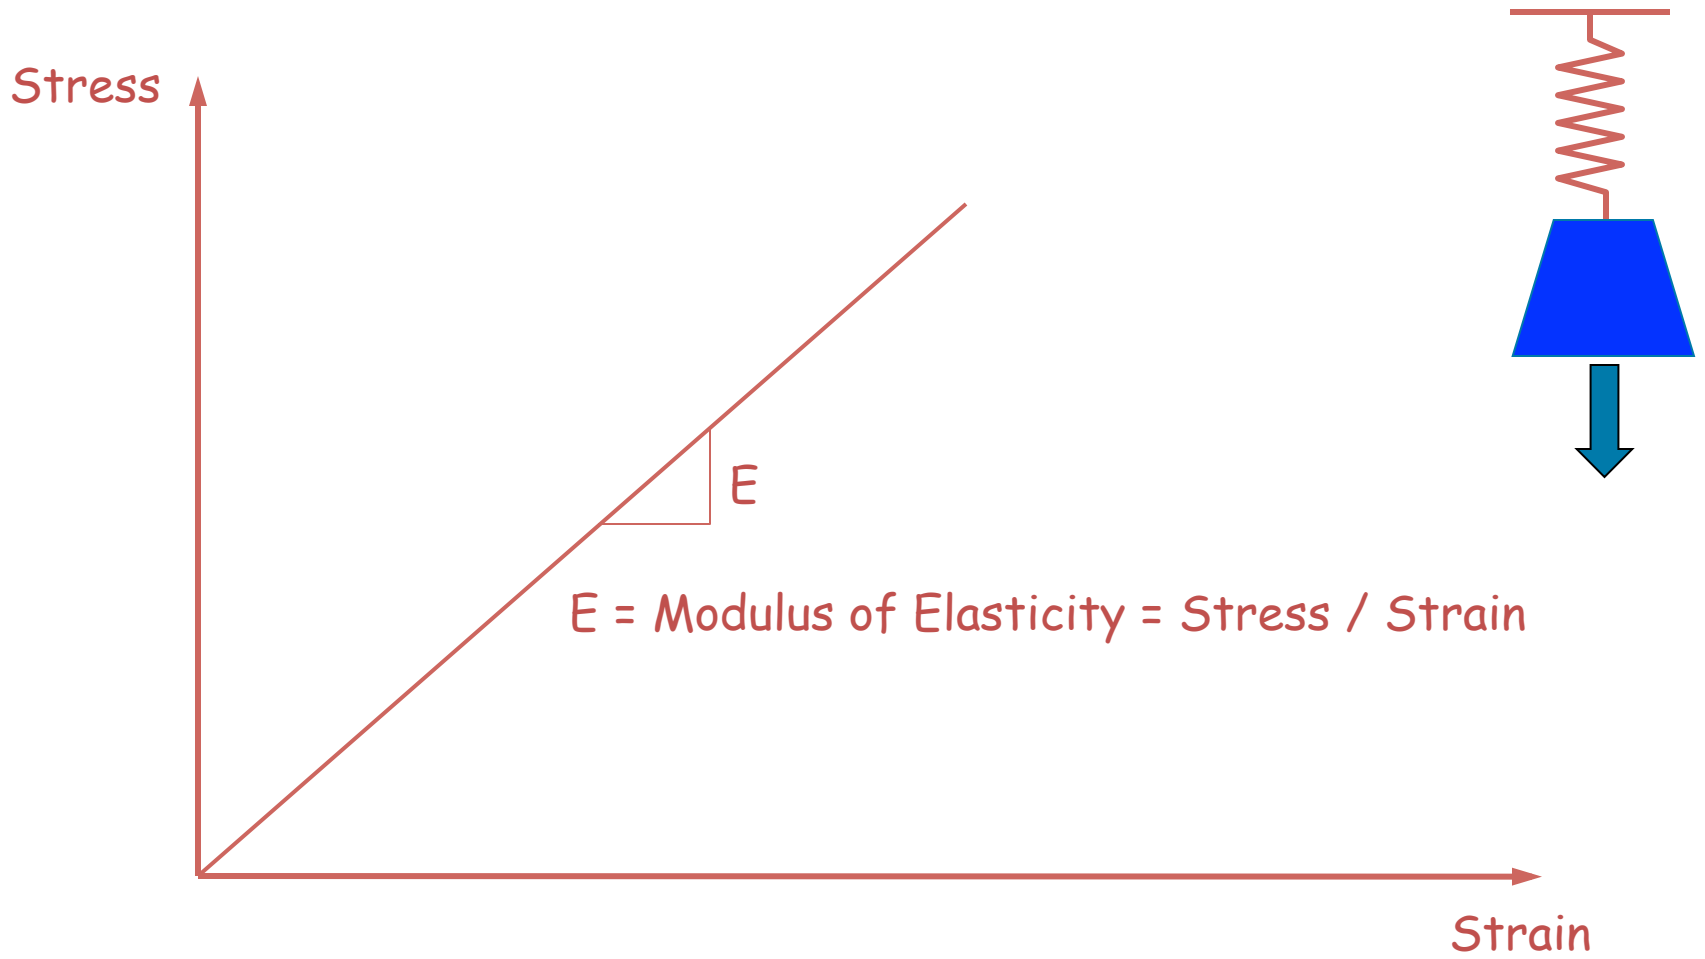 Stress
E
E = Modulus of Elasticity = Stress / Strain
Strain